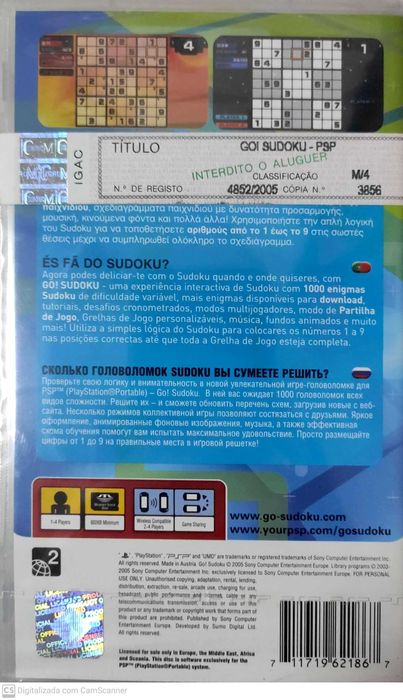 4
1
IGAC
TÍTULO GO! SUDOKU - PSP
INTERDITO O ALUGUER
CLASSIFICAÇÃO M/4
N.º DE REGISTO 4852/2005 CÓPIA N.º 3856
παιχνιδιού, σχεδιαγράμματα παιχνιδιού με δυνατότητα προσαρμογής,
μουσική, κινούμενα φόντα και πολλά άλλα! Χρησιμοποιήστε την απλή λογική
του Sudoku για να τοποθετήσετε αριθμούς από το 1 έως το 9 στις σωστές
θέσεις μέχρι να συμπληρωθεί ολόκληρο το σχεδιάγραμμα.
ÉS FÃ DO SUDOKU?
Agora podes deliciar-te com o Sudoku quando e onde quiseres, com
GO! SUDOKU - uma experiência interactiva de Sudoku com 1000 enigmas
Sudoku de dificuldade variável, mais enigmas disponíveis para download,
tutoriais, desafios cronometrados, modos multijogadores, modo de Partilha
de Jogo, Grelhas de Jogo personalizáveis, música, fundos animados e muito
mais! Utiliza a simples lógica do Sudoku para colocares os números 1 a 9
nas posições correctas até que toda a Grelha de Jogo esteja completa.
СКОЛЬКО ГОЛОВОЛОМОК SUDOKU ВЫ СУМЕЕТЕ РЕШИТЬ?
Проверьте свою логику и внимательность в новой увлекательной игре-головоломке для
PSP™ (PlayStation®Portable) – Go! Sudoku. В ней вас ожидает 1000 головоломок всех
видов сложности. Решите их – и сможете обновить перечень схем, загрузив новые с веб-
сайта. Несколько режимов коллективной игры позволяют состязаться с друзьями. Яркое
оформление, анимированные фоновые изображения, музыка, а также эффективная
схема обучения помогут вам испытать максимальное удовольствие. Просто размещайте
цифры от 1 до 9 на правильные места в игровой решетке!
1-4 Players
600KB Minimum
Wireless Compatible
2-4 Players
Game Sharing
www.go-sudoku.com
www.yourpsp.com/gosudoku
2
"PlayStation", "PSP" and "UMD" are trademarks or registered trademarks of Sony Computer Entertainment Inc.
All rights reserved. Made in Austria. Go! Sudoku © 2005 Sony Computer Entertainment Europe. Library programs © 2003-
2005 Sony Computer Entertainment Inc. exclusively licensed to Sony Computer Entertainment Europe. FOR PERSONAL
USE ONLY. Unauthorised copying, adaptation, rental, lending,
distribution, extraction, re-sale, arcade use, charging for use,
broadcast, public performance and internet, cable or any
telecommunications transmission, access or use of this
product or any trademark or copyright work that forms part of
this product are prohibited. Published by Sony Computer
Entertainment Europe. Developed by Sumo Digital Ltd.
All rights reserved.
Licensed for sale only in Europe, the Middle East, Africa
and Oceania. This disc is software exclusively for the
PSP™ (PlayStation®Portable) system.
7 11719 62186 7
CS Digitalizada com CamScanner